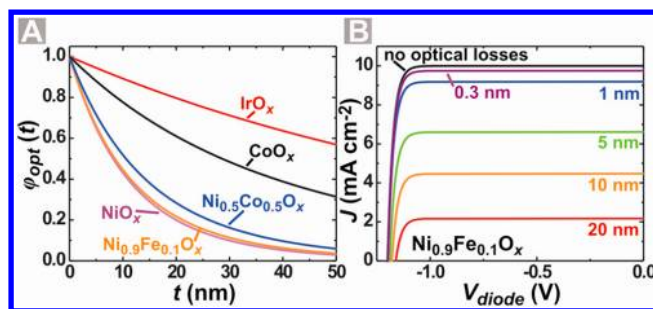 A
1.0
0.8
0.6
0.4
0.2
0.0
φopt (t)
IrOx
CoOx
Ni0.5Co0.5Ox
NiOx
Ni0.9Fe0.1Ox
0 10 20 30 40 50
t (nm)
B
10
8
6
4
2
0
J (mA cm-2)
no optical losses
0.3 nm
1 nm
5 nm
10 nm
20 nm
Ni0.9Fe0.1Ox
-1.0 -0.5 0.0
Vdiode (V)